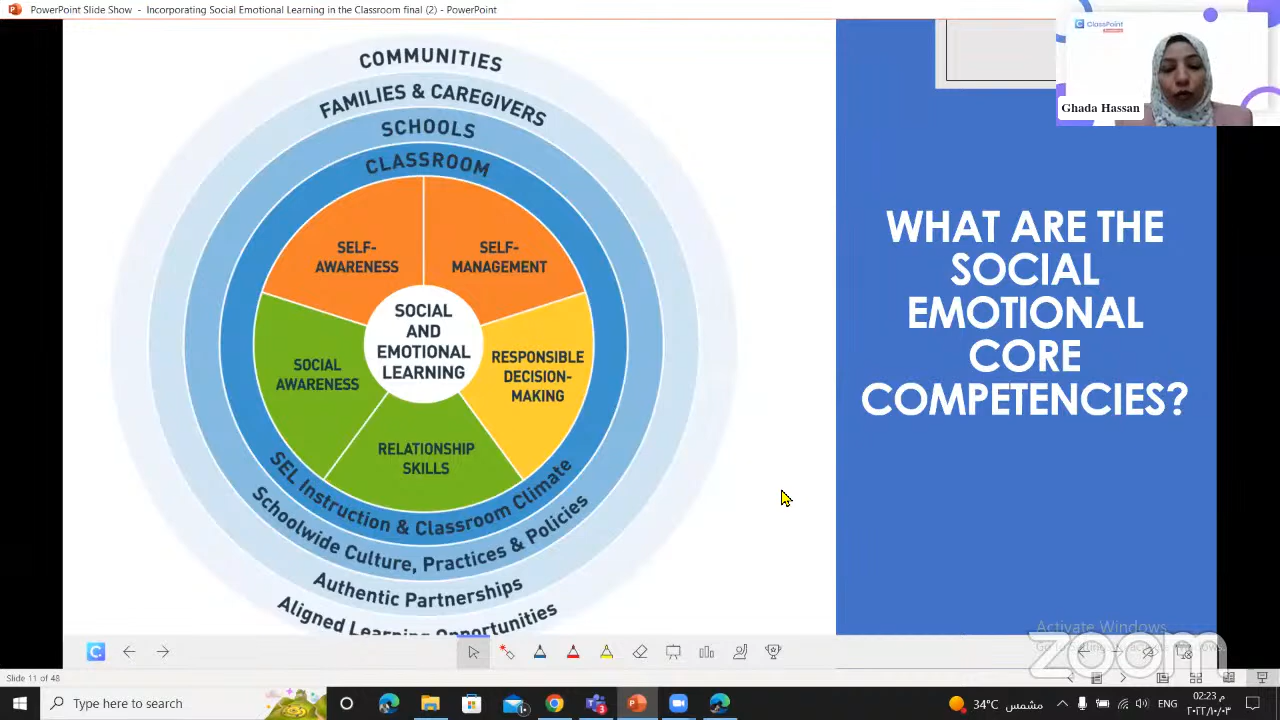 PowerPoint Slide Show - Incorporating Social Emotional Learning in the Classroom final (2) - PowerPoint
ClassPoint
Ghada Hassan
COMMUNITIES
FAMILIES & CAREGIVERS
SCHOOLS
CLASSROOM
SELF-
AWARENESS
SELF-
MANAGEMENT
SOCIAL
AND
EMOTIONAL
LEARNING
SOCIAL
AWARENESS
RESPONSIBLE
DECISION-
MAKING
RELATIONSHIP
SKILLS
SEL Instruction & Classroom Climate
Schoolwide Culture, Practices & Policies
Authentic Partnerships
Aligned Learning Opportunities
WHAT ARE THE
SOCIAL
EMOTIONAL
CORE
COMPETENCIES?
Activate Windows
zoom
Slide 11 of 48
Type here to search
34°C مشمس
ENG
02:23 م